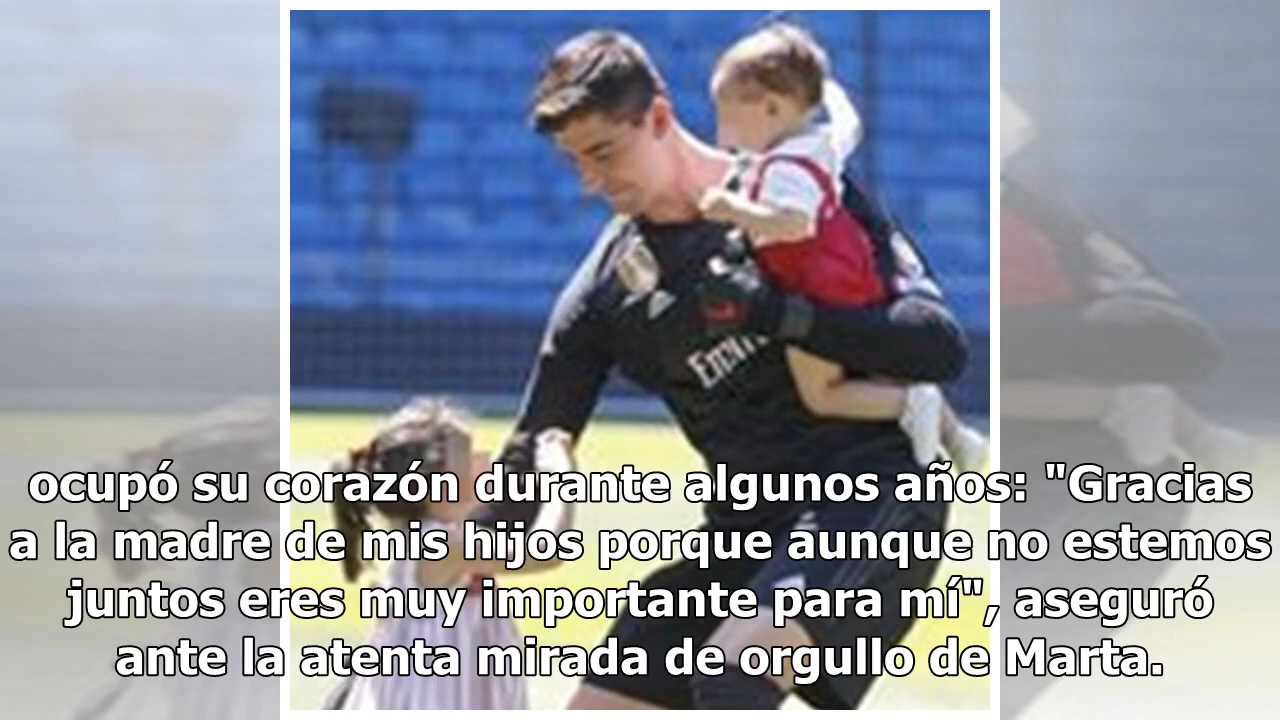 Emir
ocupó su corazón durante algunos años: "Gracias
a la madre de mis hijos porque aunque no estemos
juntos eres muy importante para mí", aseguró
ante la atenta mirada de orgullo de Marta.